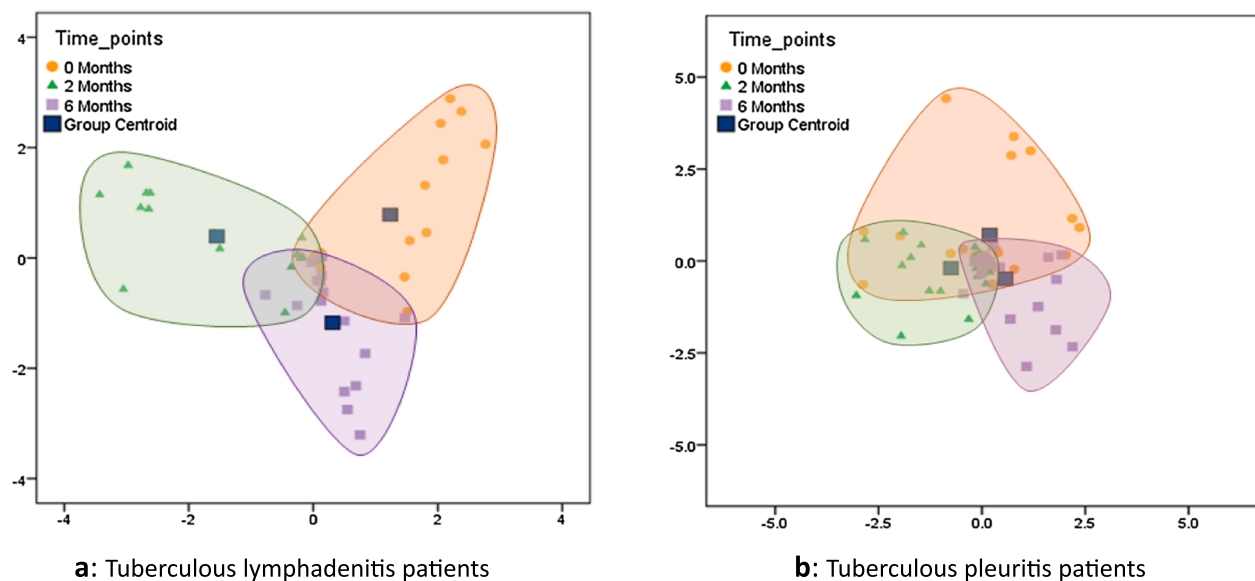 Time_points
0 Months
2 Months
6 Months
Group Centroid
4
2
0
-2
-4
-4
-2
0
2
4
a: Tuberculous lymphadenitis patients
Time_points
0 Months
2 Months
6 Months
Group Centroid
5.0
2.5
0.0
-2.5
-5.0
-5.0
-2.5
0.0
2.5
5.0
b: Tuberculous pleuritis patients